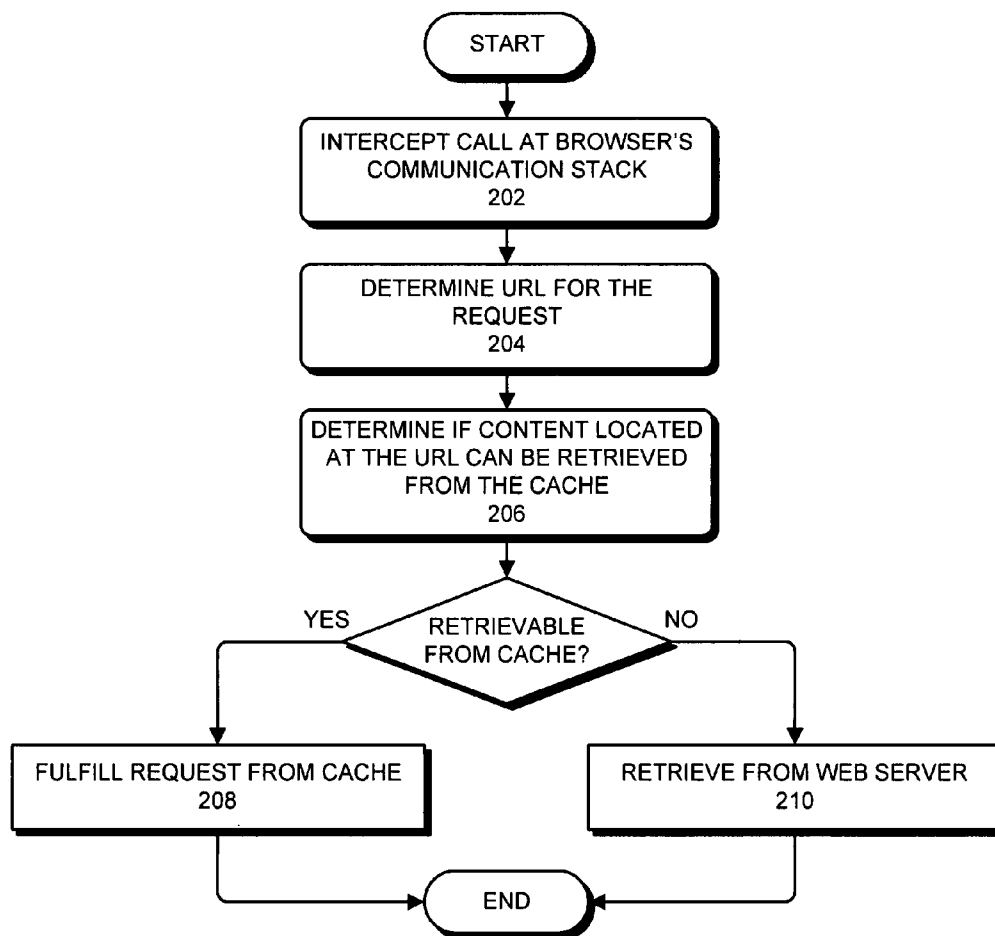 START
INTERCEPT CALL AT BROWSER'S
COMMUNICATION STACK
202
DETERMINE URL FOR THE
REQUEST
204
DETERMINE IF CONTENT LOCATED
AT THE URL CAN BE RETRIEVED
FROM THE CACHE
206
YES
RETRIEVABLE
FROM CACHE?
NO
FULFILL REQUEST FROM CACHE
208
RETRIEVE FROM WEB SERVER
210
END